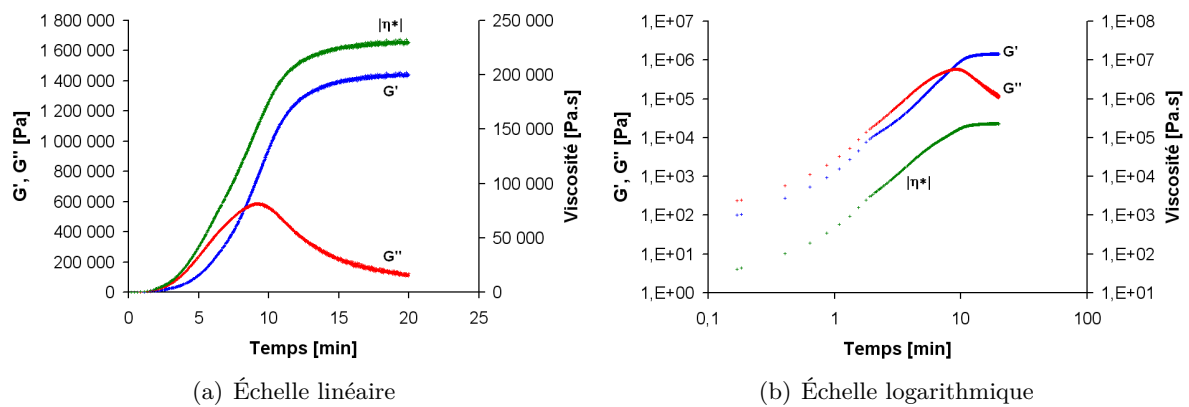 1 800 000
1 600 000
1 400 000
1 200 000
1 000 000
800 000
600 000
400 000
200 000
0
G', G'' [Pa]
0
5
10
15
20
25
Temps [min]
250 000
200 000
150 000
100 000
50 000
0
Viscosité [Pa.s]
|η*|
G'
G''
(a) Échelle linéaire
1,E+07
1,E+06
1,E+05
1,E+04
1,E+03
1,E+02
1,E+01
1,E+00
G', G'' [Pa]
0,1
1
10
100
Temps [min]
1,E+08
1,E+07
1,E+06
1,E+05
1,E+04
1,E+03
1,E+02
1,E+01
Viscosité [Pa.s]
G'
G''
|η*|
(b) Échelle logarithmique